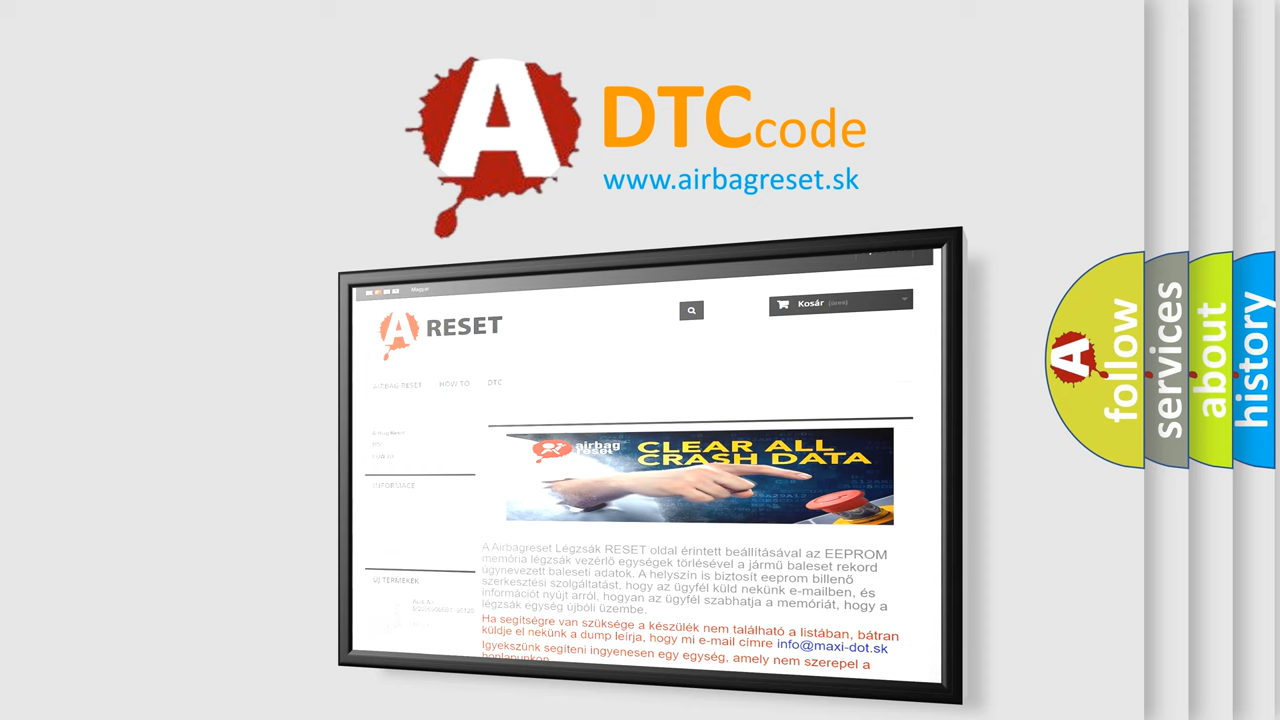 A DTCcode
www.airbagreset.sk
Magyar
A RESET
Kosár (üres)
AIRBAG RESET HOW TO DTC
INFORMACE
ÚJ TERMÉKEK
airbag
reset
CLEAR ALL
CRASH DATA
A Airbagreset Légzsák RESET oldal érintett beállításával az EEPROM
memória légzsák vezérlő egységek törlésével a jármű baleset rekord
úgynevezett baleseti adatok. A helyszín is biztosít eeprom billenő
szerkesztési szolgáltatást, hogy az ügyfél küld nekünk e-mailben, és
információt nyújt arról, hogyan az ügyfél szabhatja a memóriát, hogy a
légzsák egység újbóli üzembe.
Ha segítségre van szüksége a készülék nem található a listában, bátran
küldje el nekünk a dump leírja, hogy mi e-mail címre info@maxi-dot.sk
Igyekszünk segíteni ingyenesen egy egység, amely nem szerepel a
honlapunkon
A follow
services
about
history